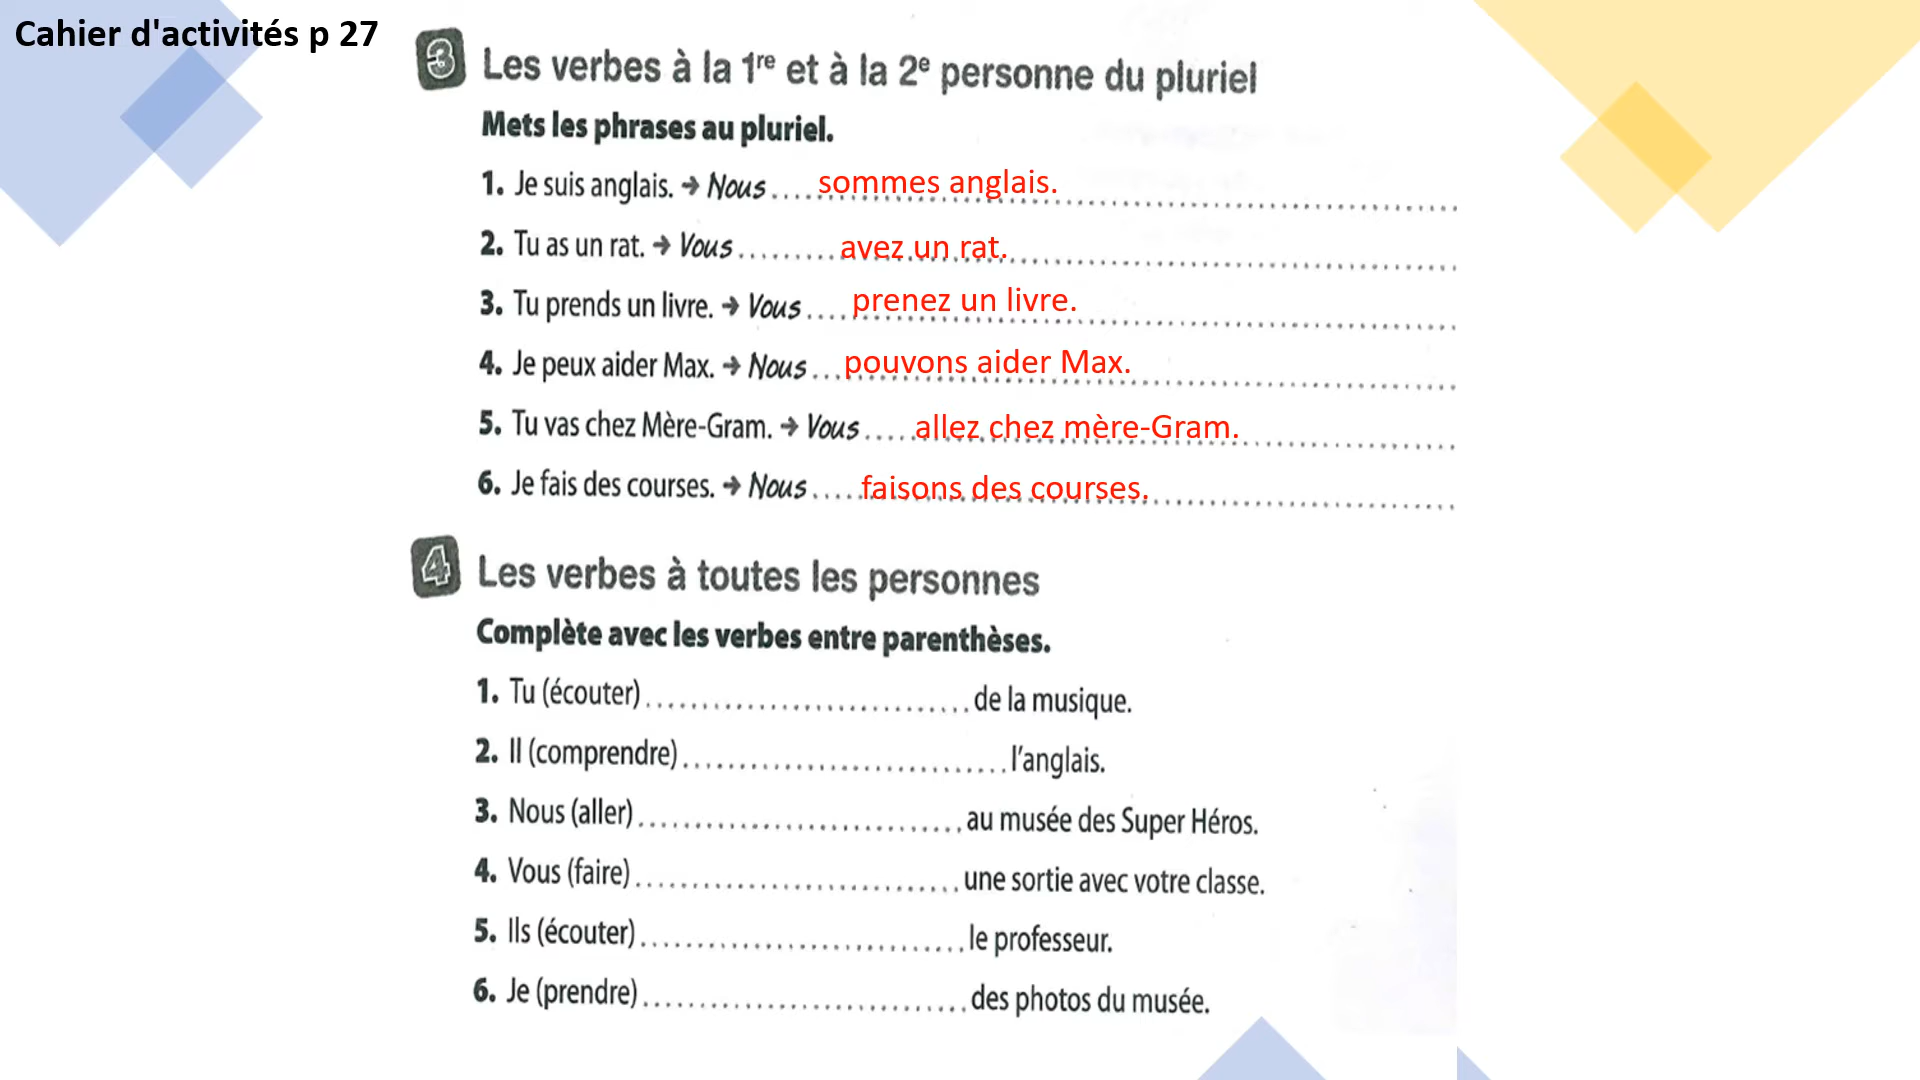 Cahier d'activités p 27
3 Les verbes à la 1re et à la 2e personne du pluriel
Mets les phrases au pluriel.
1. Je suis anglais. → Nous .... sommes anglais.
2. Tu as un rat. → Vous ......... avez un rat.
3. Tu prends un livre. → Vous .... prenez un livre.
4. Je peux aider Max. → Nous ... pouvons aider Max.
5. Tu vas chez Mère-Gram. → Vous ..... allez chez mère-Gram.
6. Je fais des courses. → Nous ..... faisons des courses.
4 Les verbes à toutes les personnes
Complète avec les verbes entre parenthèses.
1. Tu (écouter) ............................ de la musique.
2. Il (comprendre) ............................ l'anglais.
3. Nous (aller) ............................ au musée des Super Héros.
4. Vous (faire) ............................ une sortie avec votre classe.
5. Ils (écouter) ............................ le professeur.
6. Je (prendre) ............................ des photos du musée.